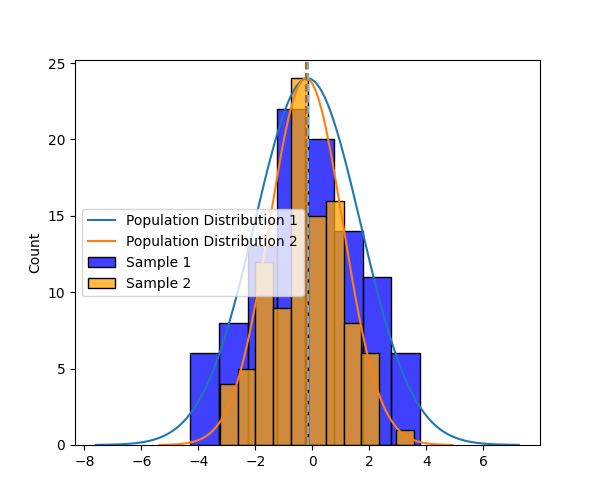 25
20
15
10
5
0
Count
Population Distribution 1
Population Distribution 2
Sample 1
Sample 2
−8 −6 −4 −2 0 2 4 6